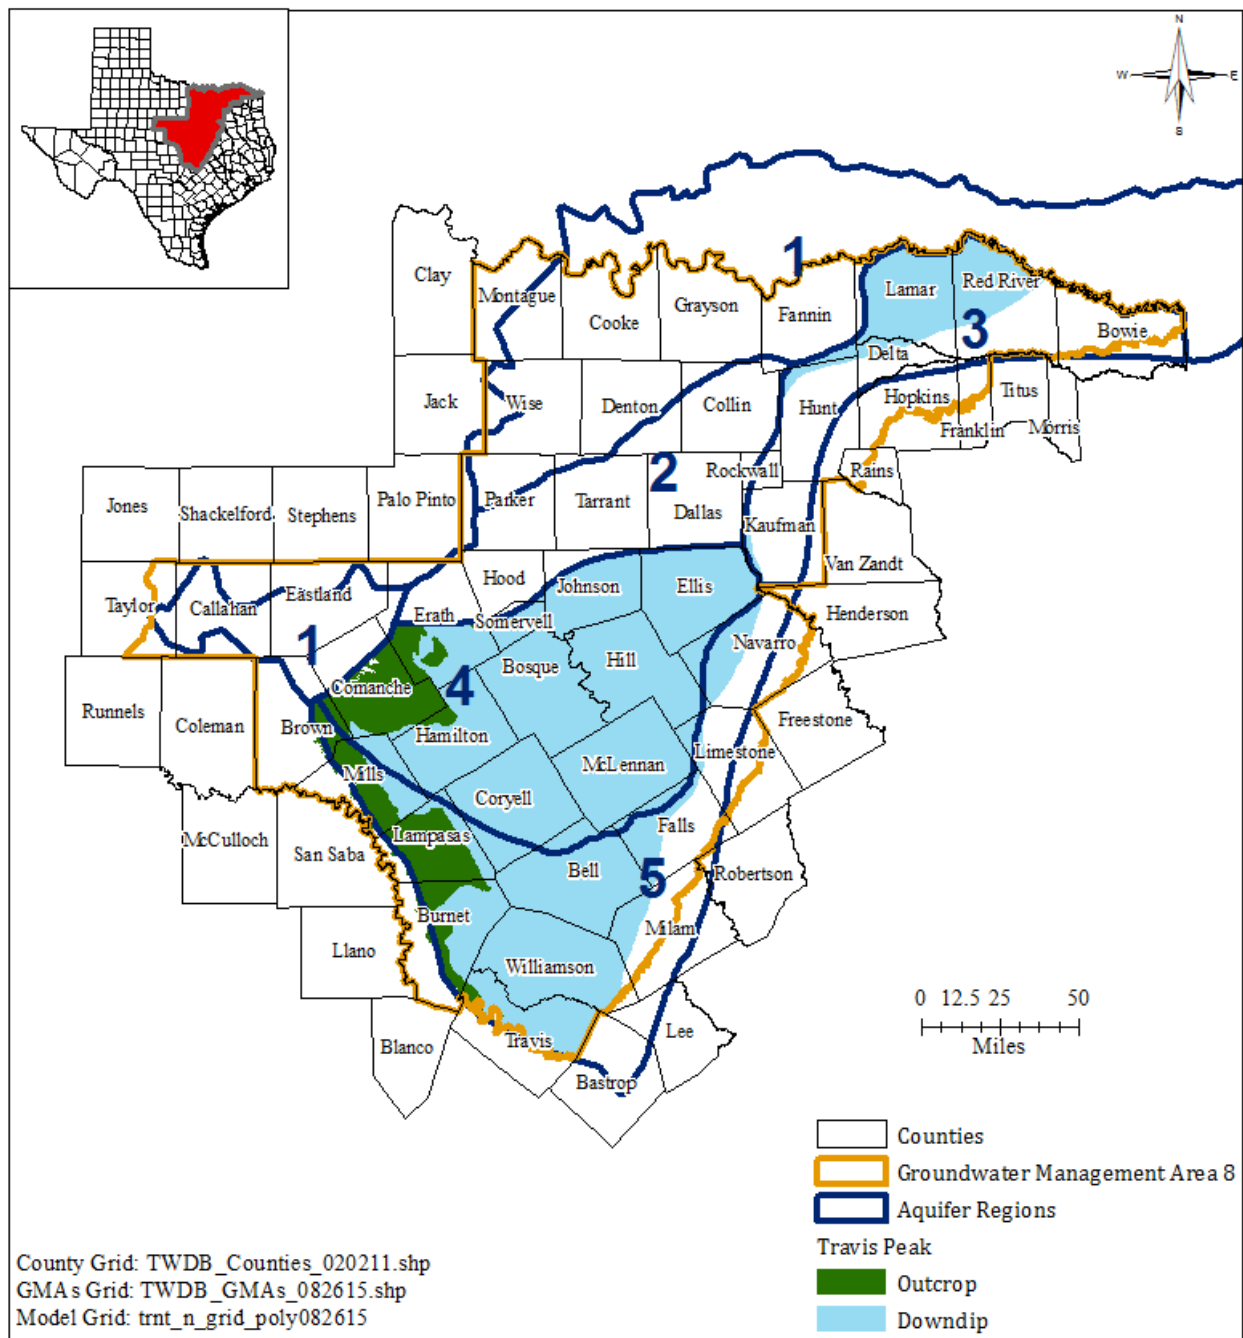 N
W E
S
Clay
Montague
Cooke
Grayson
Fannin
1
Lamar
Red River
3
Bowie
Delta
Jack
Wise
Denton
Collin
Hunt
Hopkins
Titus
Franklin
Morris
Rockwall
Rains
2
Jones
Shackelford
Stephens
Palo Pinto
Parker
Tarrant
Dallas
Kaufman
Van Zandt
Taylor
Callahan
Eastland
Hood
Johnson
Ellis
Henderson
Erath
Somervell
Navarro
1
Comanche
4
Bosque
Hill
Runnels
Coleman
Brown
Hamilton
Freestone
Limestone
Mills
McLennan
Coryell
McCulloch
San Saba
Lampasas
Falls
Bell
5
Robertson
Burnet
Milam
Llano
Williamson
Travis
Lee
Blanco
Bastrop
0 12.5 25 50
Miles
Counties
Groundwater Management Area 8
Aquifer Regions
Travis Peak
Outcrop
Downdip
County Grid: TWDB_Counties_020211.shp
GMAs Grid: TWDB_GMAs_082615.shp
Model Grid: trnt_n_grid_poly082615